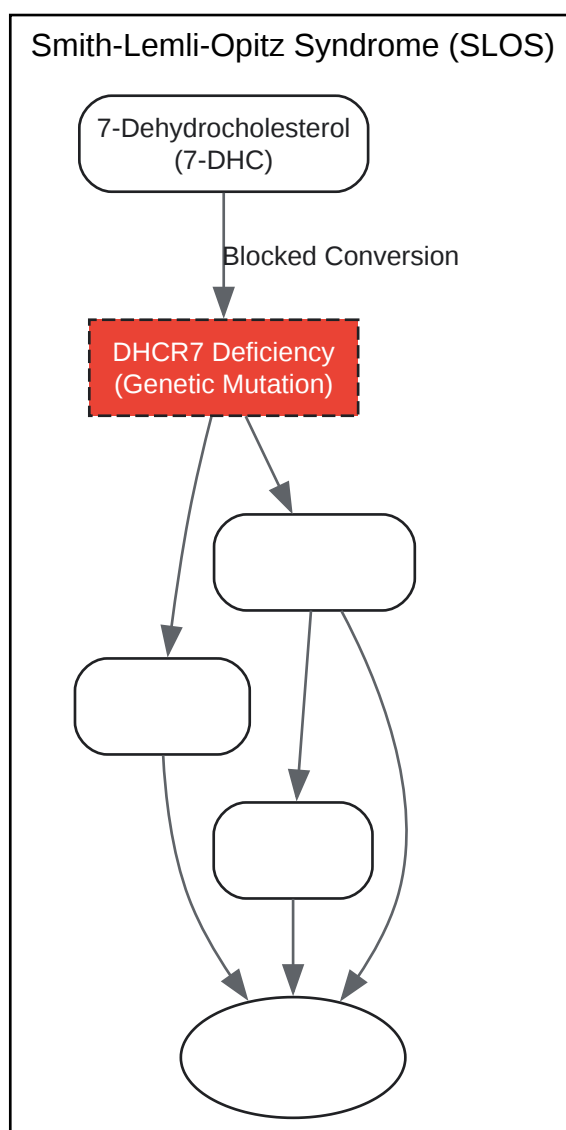 Smith-Lemli-Opitz Syndrome (SLOS)
7-Dehydrocholesterol
(7-DHC)
Blocked Conversion
DHCR7 Deficiency
(Genetic Mutation)